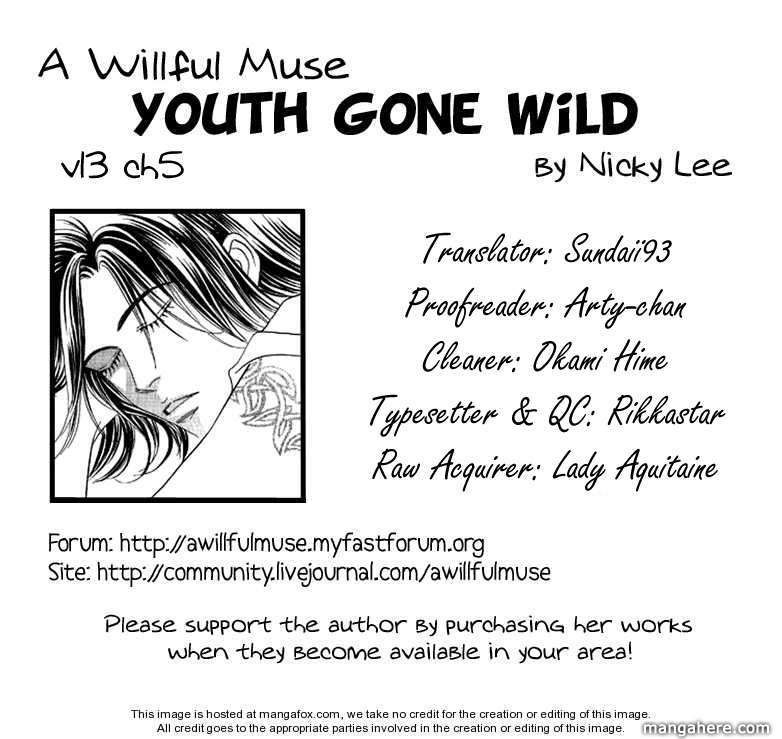 A Willful Muse
YOUTH GONE WILD
v13 ch5
By Nicky Lee
Translator: Sundaii93
Proofreader: Arty-chan
Cleaner: Okami Hime
Typesetter & QC: Rikkastar
Raw Acquirer: Lady Aquitaine
Forum: http://awillfulmuse.myfastforum.org
Site: http://community.livejournal.com/awillfulmuse
Please support the author by purchasing her works
when they become available in your area!
This image is hosted at mangafox.com, we take no credit for the creation or editing of this image.
All credit goes to the appropriate parties involved in the creation or editing of this image.
mangahere.com